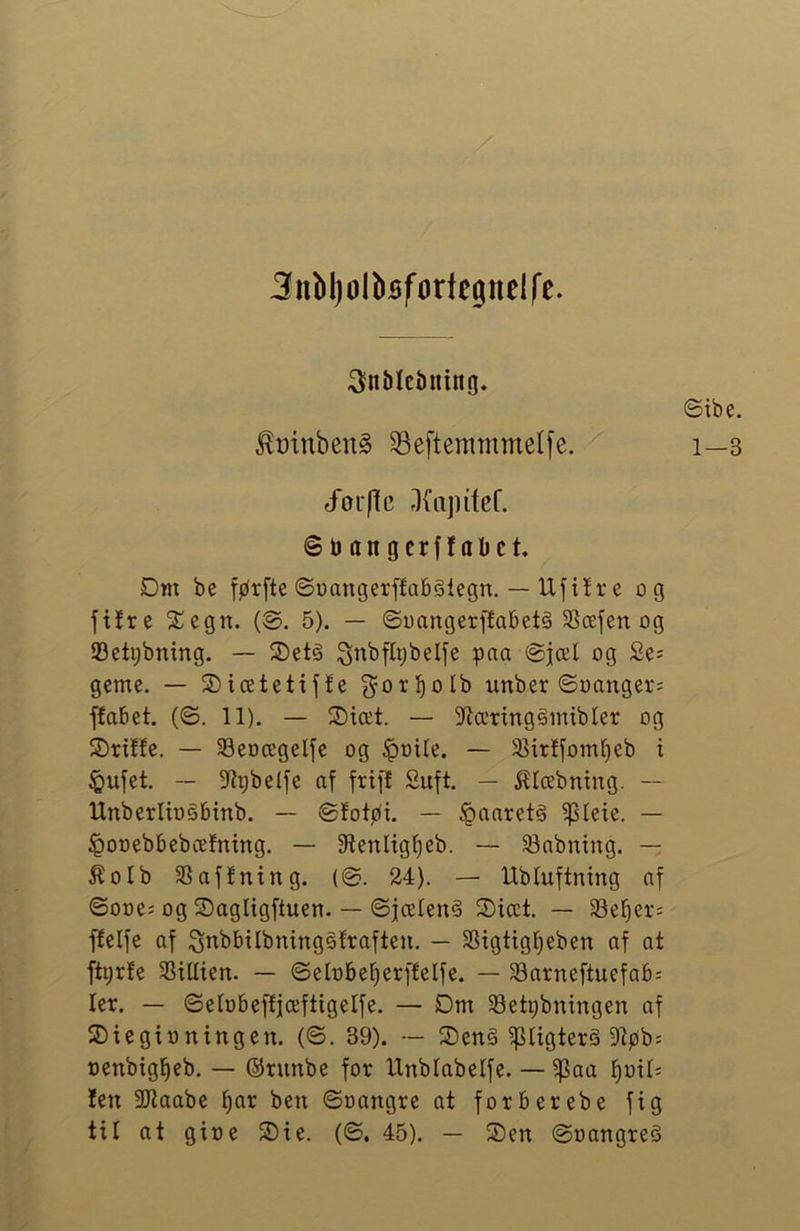 Indholdsfortegnelse.
Indledning.
Side.
Kvindens Bestemmmelse. 1—3
Første Kapitel.
Svangerskabet.
Om de første Svangerskabstegn. — Usikre og
sikre Tegn. (S. 5). — Svangerskabets Væsen og
Betydning. — Dets Indflydelse paa Sjæl og Le-
geme. — Diætetiske Forhold under Svanger-
skabet. (S. 11). — Diæt. — Næringsmidler og
Drikke. — Bevægelse og Hvile. — Virksomhed i
Huset. — Nydelse af frisk Luft. — Klædning. —
Underlivsbind. — Skotøi. — Haarets Pleie. —
Hovedbedækning. — Renlighed. — Badning. —
Kold Vaskning. (S. 24). — Udluftning af
Sove- og Dagligstuen. — Sjælens Diæt. — Beher-
skelse af Indbildningskraften. — Vigtigheden af at
styrke Villien. — Selvbeherskelse. — Barnestuefab-
ler. — Selvbeskjæftigelse. — Om Betydningen af
Diegivningen. (S. 39). — Dens Pligters Nød-
vendighed. — Grunde for Undladelse. — Paa hvil-
ken Maade har den Svangre at forberede sig
til at give Die. (S. 45). — Den Svangres